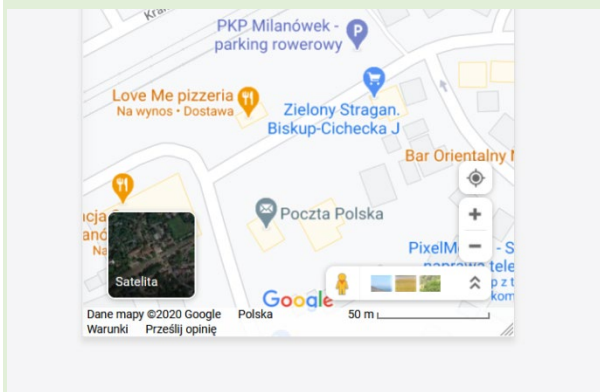 PKP Milanówek -
parking rowerowy
Love Me pizzeria
Na wynos • Dostawa
Zielony Stragan.
Biskup-Cichecka J
Bar Orientalny
Poczta Polska
Satelita
Google
Dane mapy ©2020 Google Polska 50 m
Warunki Prześlij opinię